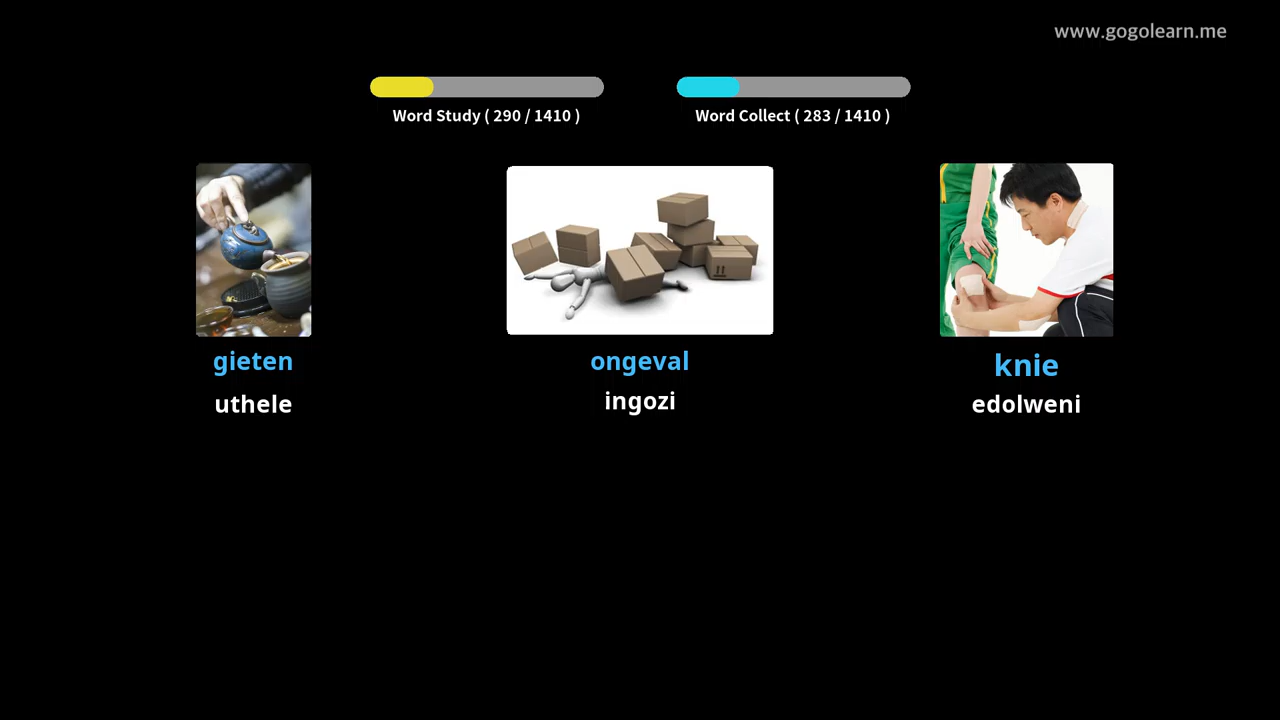 www.gogolearn.me
Word Study ( 290 / 1410 )
Word Collect ( 283 / 1410 )
gieten
ongeval
knie
uthele
ingozi
edolweni